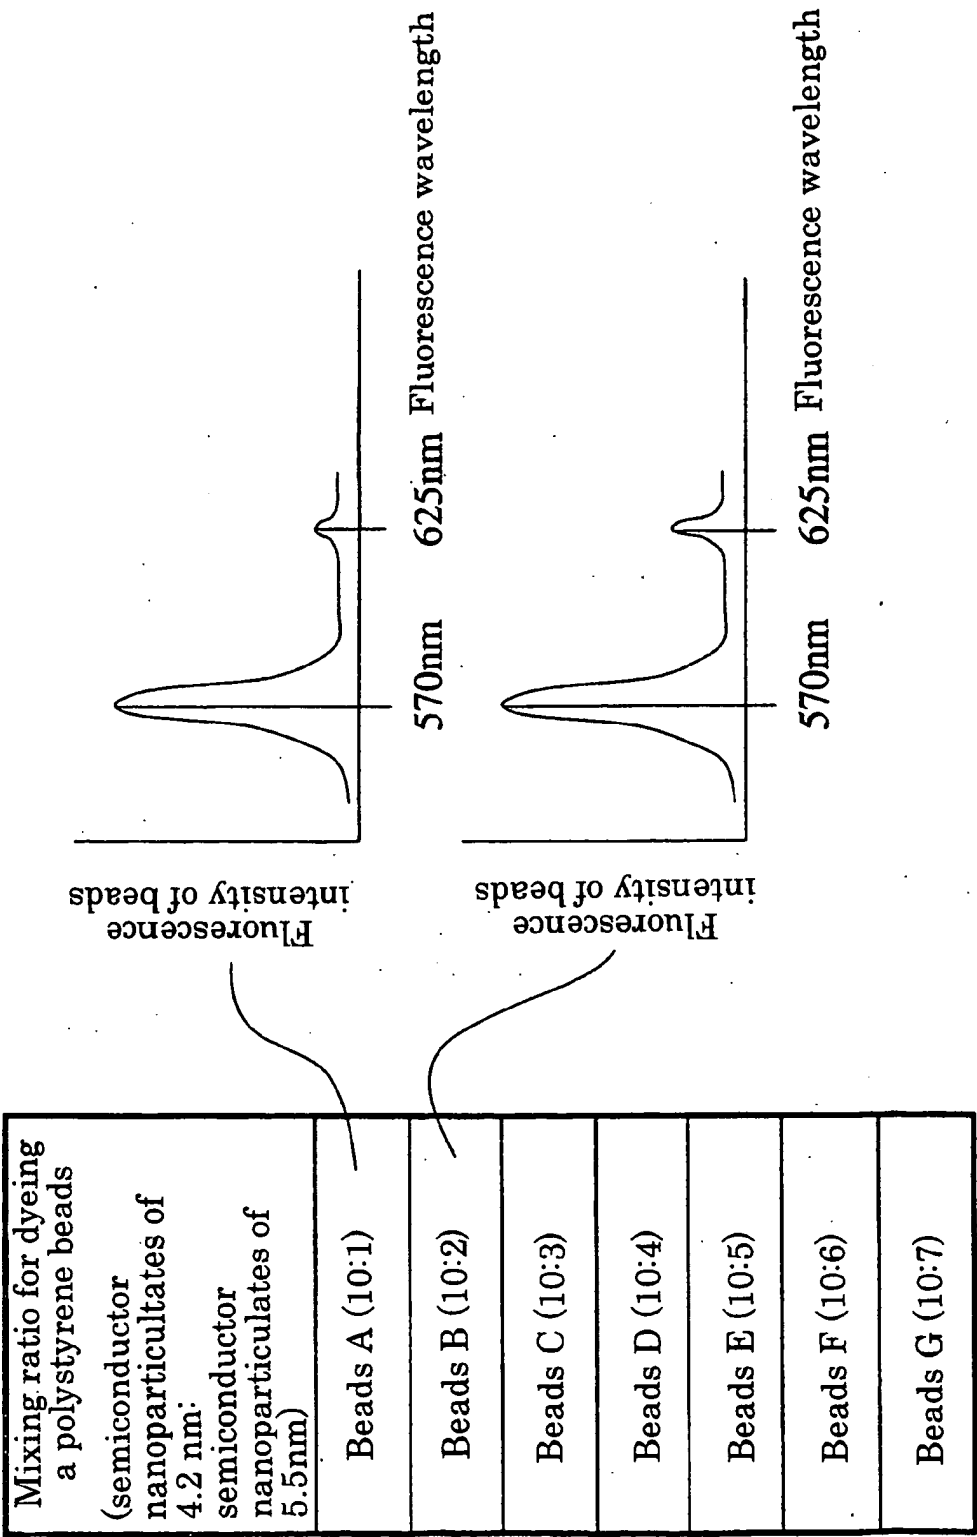 Mixing ratio for dyeing
a polystyrene beads
(semiconductor
nanoparticultates of
4.2 nm:
semiconductor
nanoparticulates of
5.5nm)
Beads A (10:1)
Beads B (10:2)
Beads C (10:3)
Beads D (10:4)
Beads E (10:5)
Beads F (10:6)
Beads G (10:7)
Fluorescence
intensity of beads
570nm 625nm Fluorescence wavelength
Fluorescence
intensity of beads
570nm 625nm Fluorescence wavelength